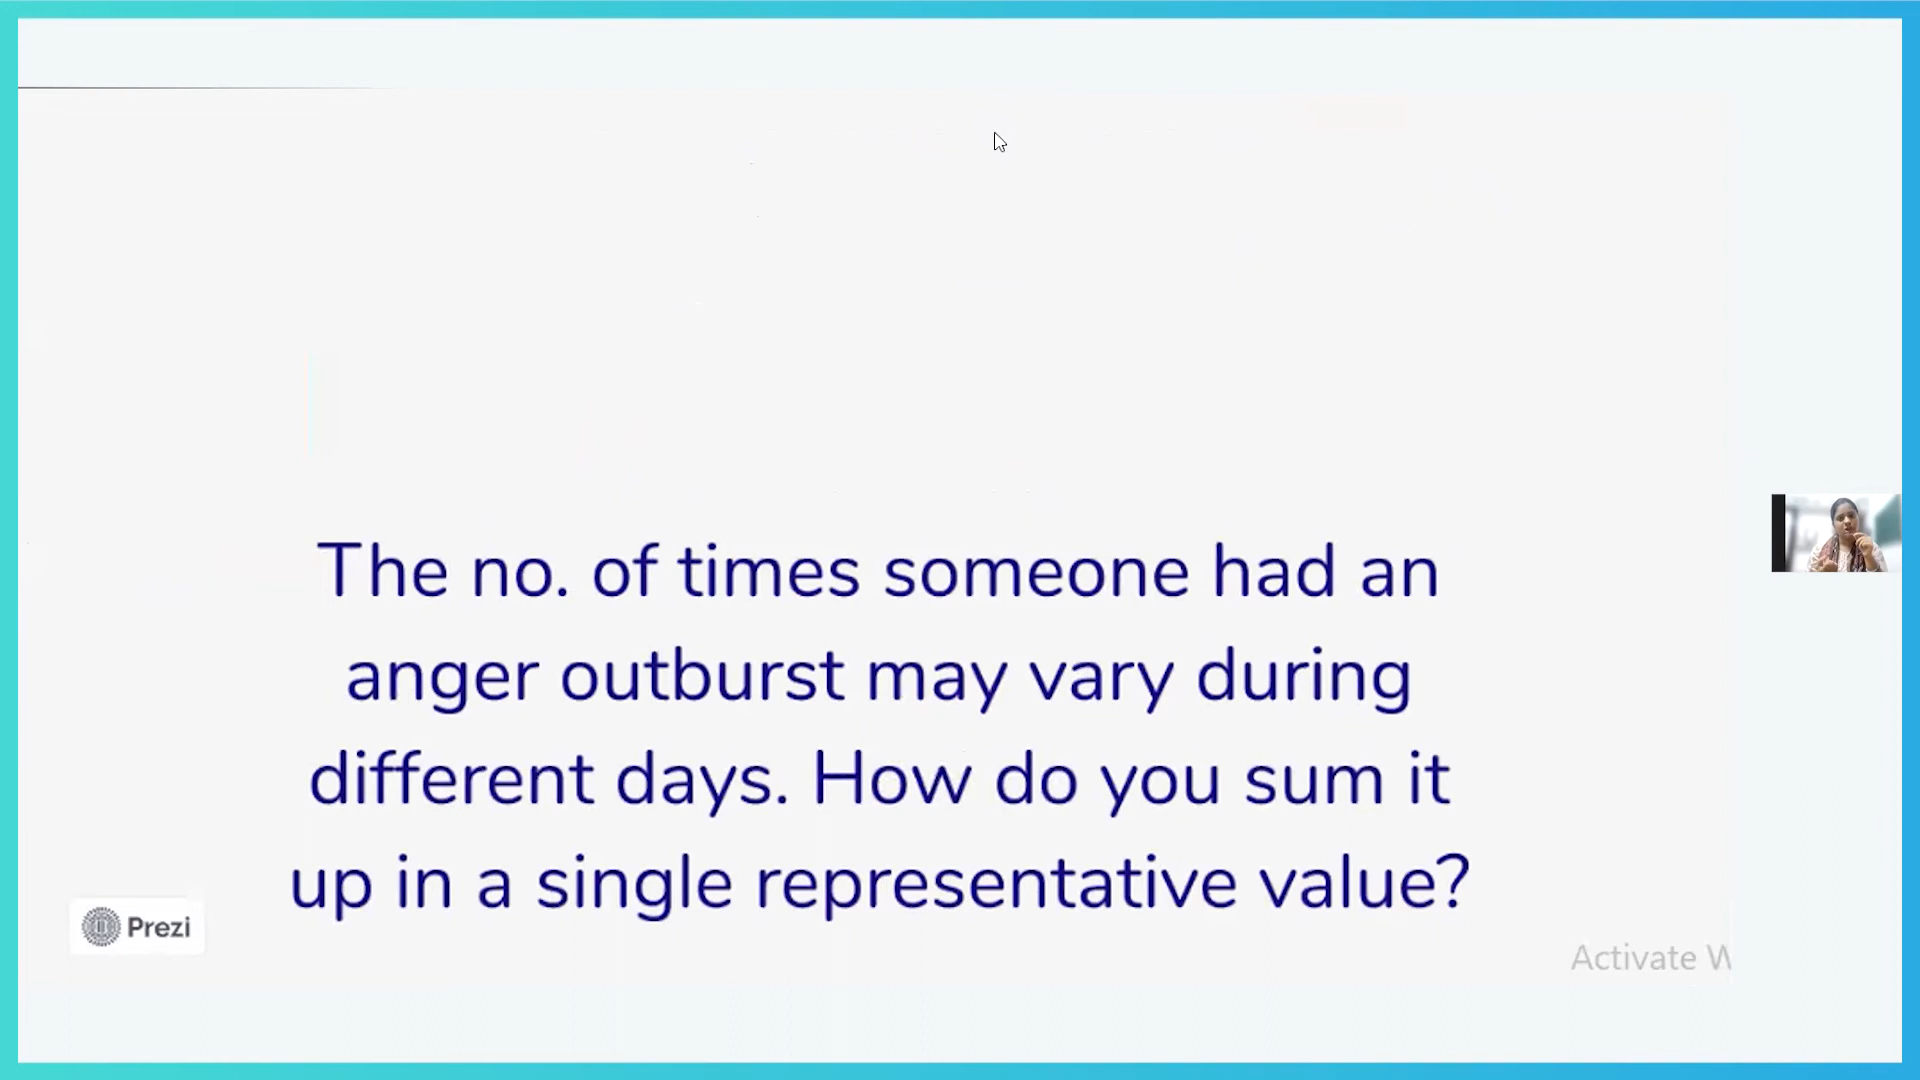 The no. of times someone had an
anger outburst may vary during
different days. How do you sum it
up in a single representative value?
Prezi
Activate W